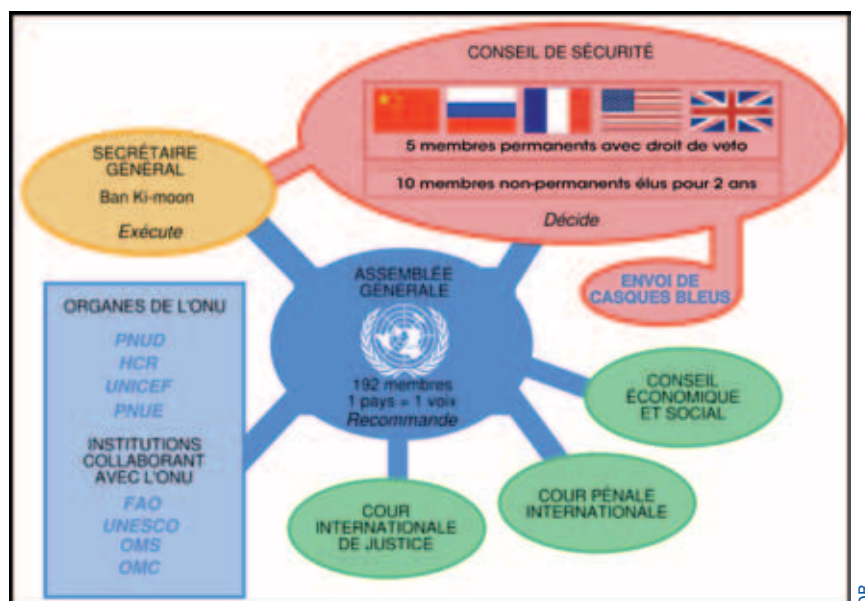 CONSEIL DE SÉCURITÉ
5 membres permanents avec droit de veto
10 membres non-permanents élus pour 2 ans
Décide
ENVOI DE
CASQUES BLEUS
SECRÉTAIRE
GÉNÉRAL
Ban Ki-moon
Exécute
ASSEMBLÉE
GÉNÉRALE
192 membres
1 pays = 1 voix
Recommande
ORGANES DE L'ONU
PNUD
HCR
UNICEF
PNUE
INSTITUTIONS
COLLABORANT
AVEC L'ONU
FAO
UNESCO
OMS
OMC
CONSEIL
ÉCONOMIQUE
ET SOCIAL
COUR PÉNALE
INTERNATIONALE
COUR
INTERNATIONALE
DE JUSTICE